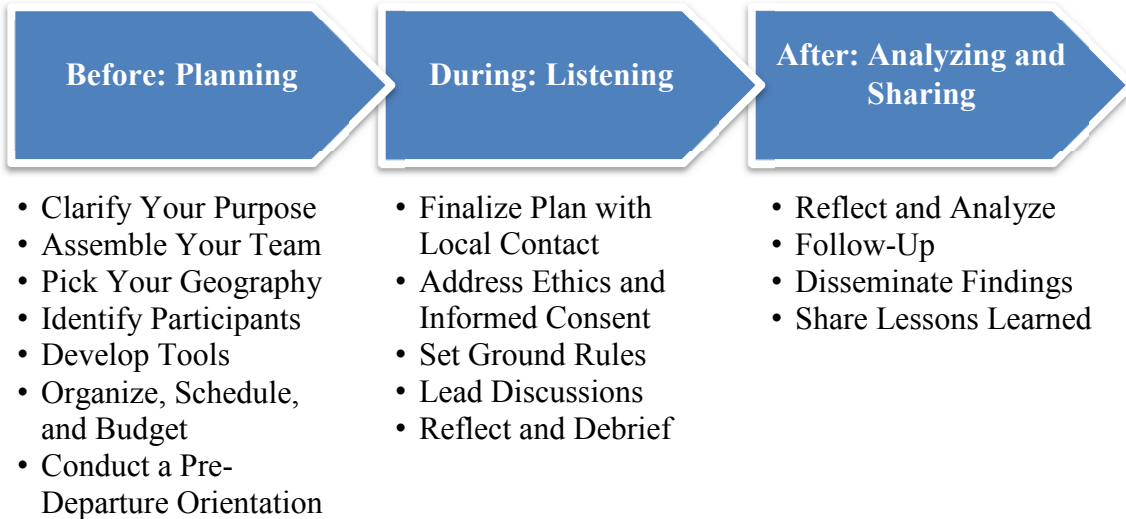 Before: Planning
• Clarify Your Purpose
• Assemble Your Team
• Pick Your Geography
• Identify Participants
• Develop Tools
• Organize, Schedule,
and Budget
• Conduct a Pre-
Departure Orientation
During: Listening
• Finalize Plan with
Local Contact
• Address Ethics and
Informed Consent
• Set Ground Rules
• Lead Discussions
• Reflect and Debrief
After: Analyzing and
Sharing
• Reflect and Analyze
• Follow-Up
• Disseminate Findings
• Share Lessons Learned